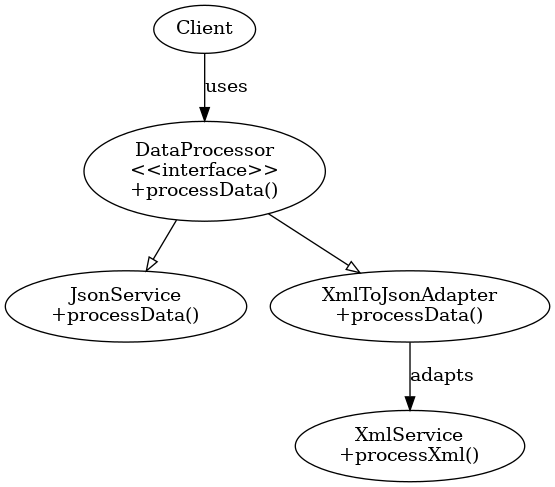 Client
uses
DataProcessor
<<interface>>
+processData()
JsonService
+processData()
XmlToJsonAdapter
+processData()
adapts
XmlService
+processXml()